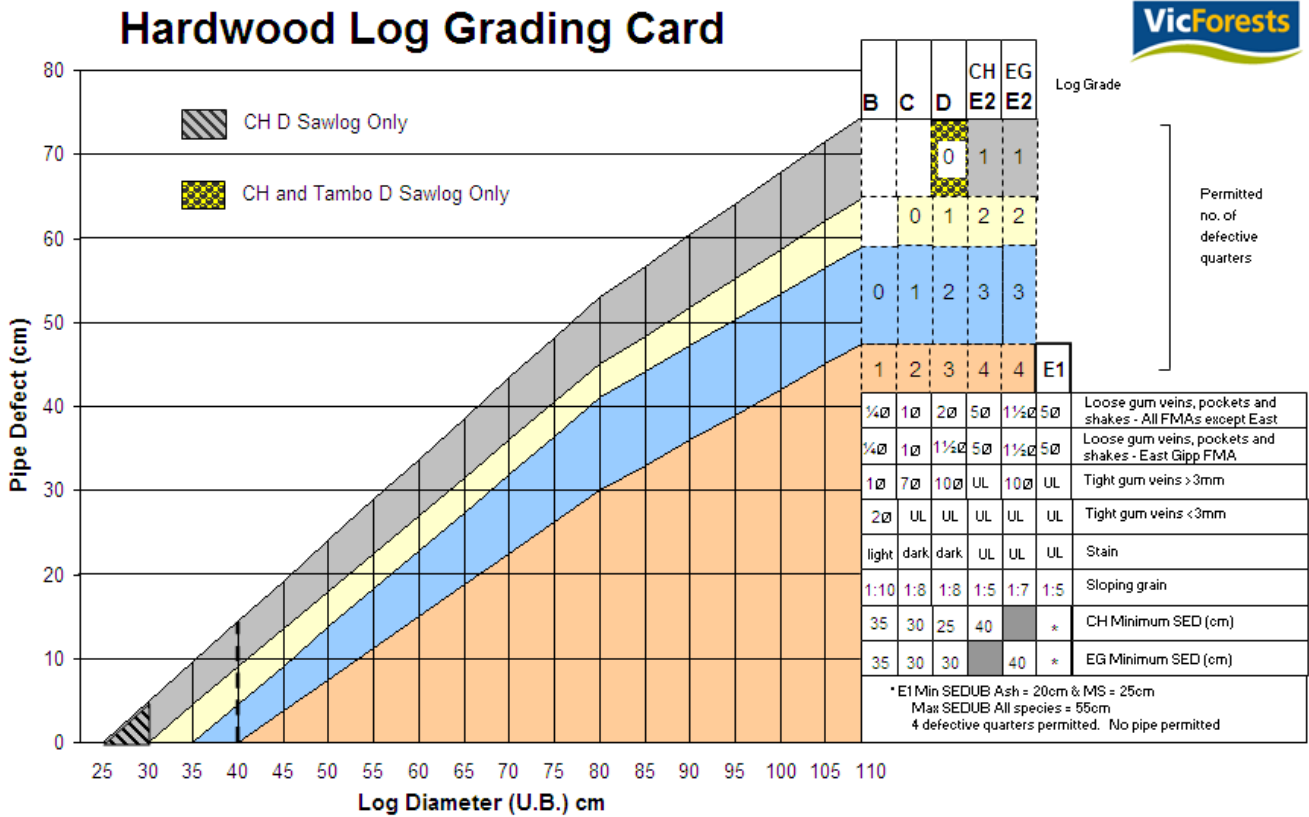 Hardwood Log Grading Card
VicForests
CH D Sawlog Only
CH and Tambo D Sawlog Only
Pipe Defect (cm)
80
70
60
50
40
30
20
10
0
25 30 35 40 45 50 55 60 65 70 75 80 85 90 95 100 105 110
Log Diameter (U.B.) cm
CH EG
B C D E2 E2
Log Grade
0 1 1
0 1 2 2
0 1 2 3 3
1 2 3 4 4 E1
Permitted
no. of
defective
quarters
¼Ø 1Ø 2Ø 5Ø 1½Ø 5Ø Loose gum veins, pockets and
shakes - All FMAs except East
¼Ø 1Ø 1½Ø 5Ø 1½Ø 5Ø Loose gum veins, pockets and
shakes - East Gipp FMA
1Ø 7Ø 10Ø UL 10Ø UL Tight gum veins >3mm
2Ø UL UL UL UL UL Tight gum veins <3mm
light dark dark UL UL UL Stain
1:10 1:8 1:8 1:5 1:7 1:5 Sloping grain
35 30 25 40 * CH Minimum SED (cm)
35 30 30 40 * EG Minimum SED (cm)
* E1 Min SEDUB Ash = 20cm & MS = 25cm
Max SEDUB All species = 55cm
4 defective quarters permitted. No pipe permitted